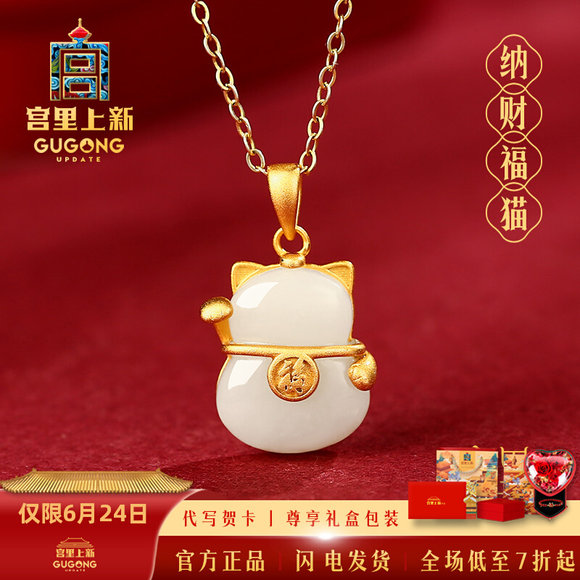 宫里上新
GUGONG
UPDATE
纳财福猫
仅限6月24日
代写贺卡 | 尊享礼盒包装
宫里上新
GUGONG
UPDATE
官方正品 闪电发货 全场低至7折起